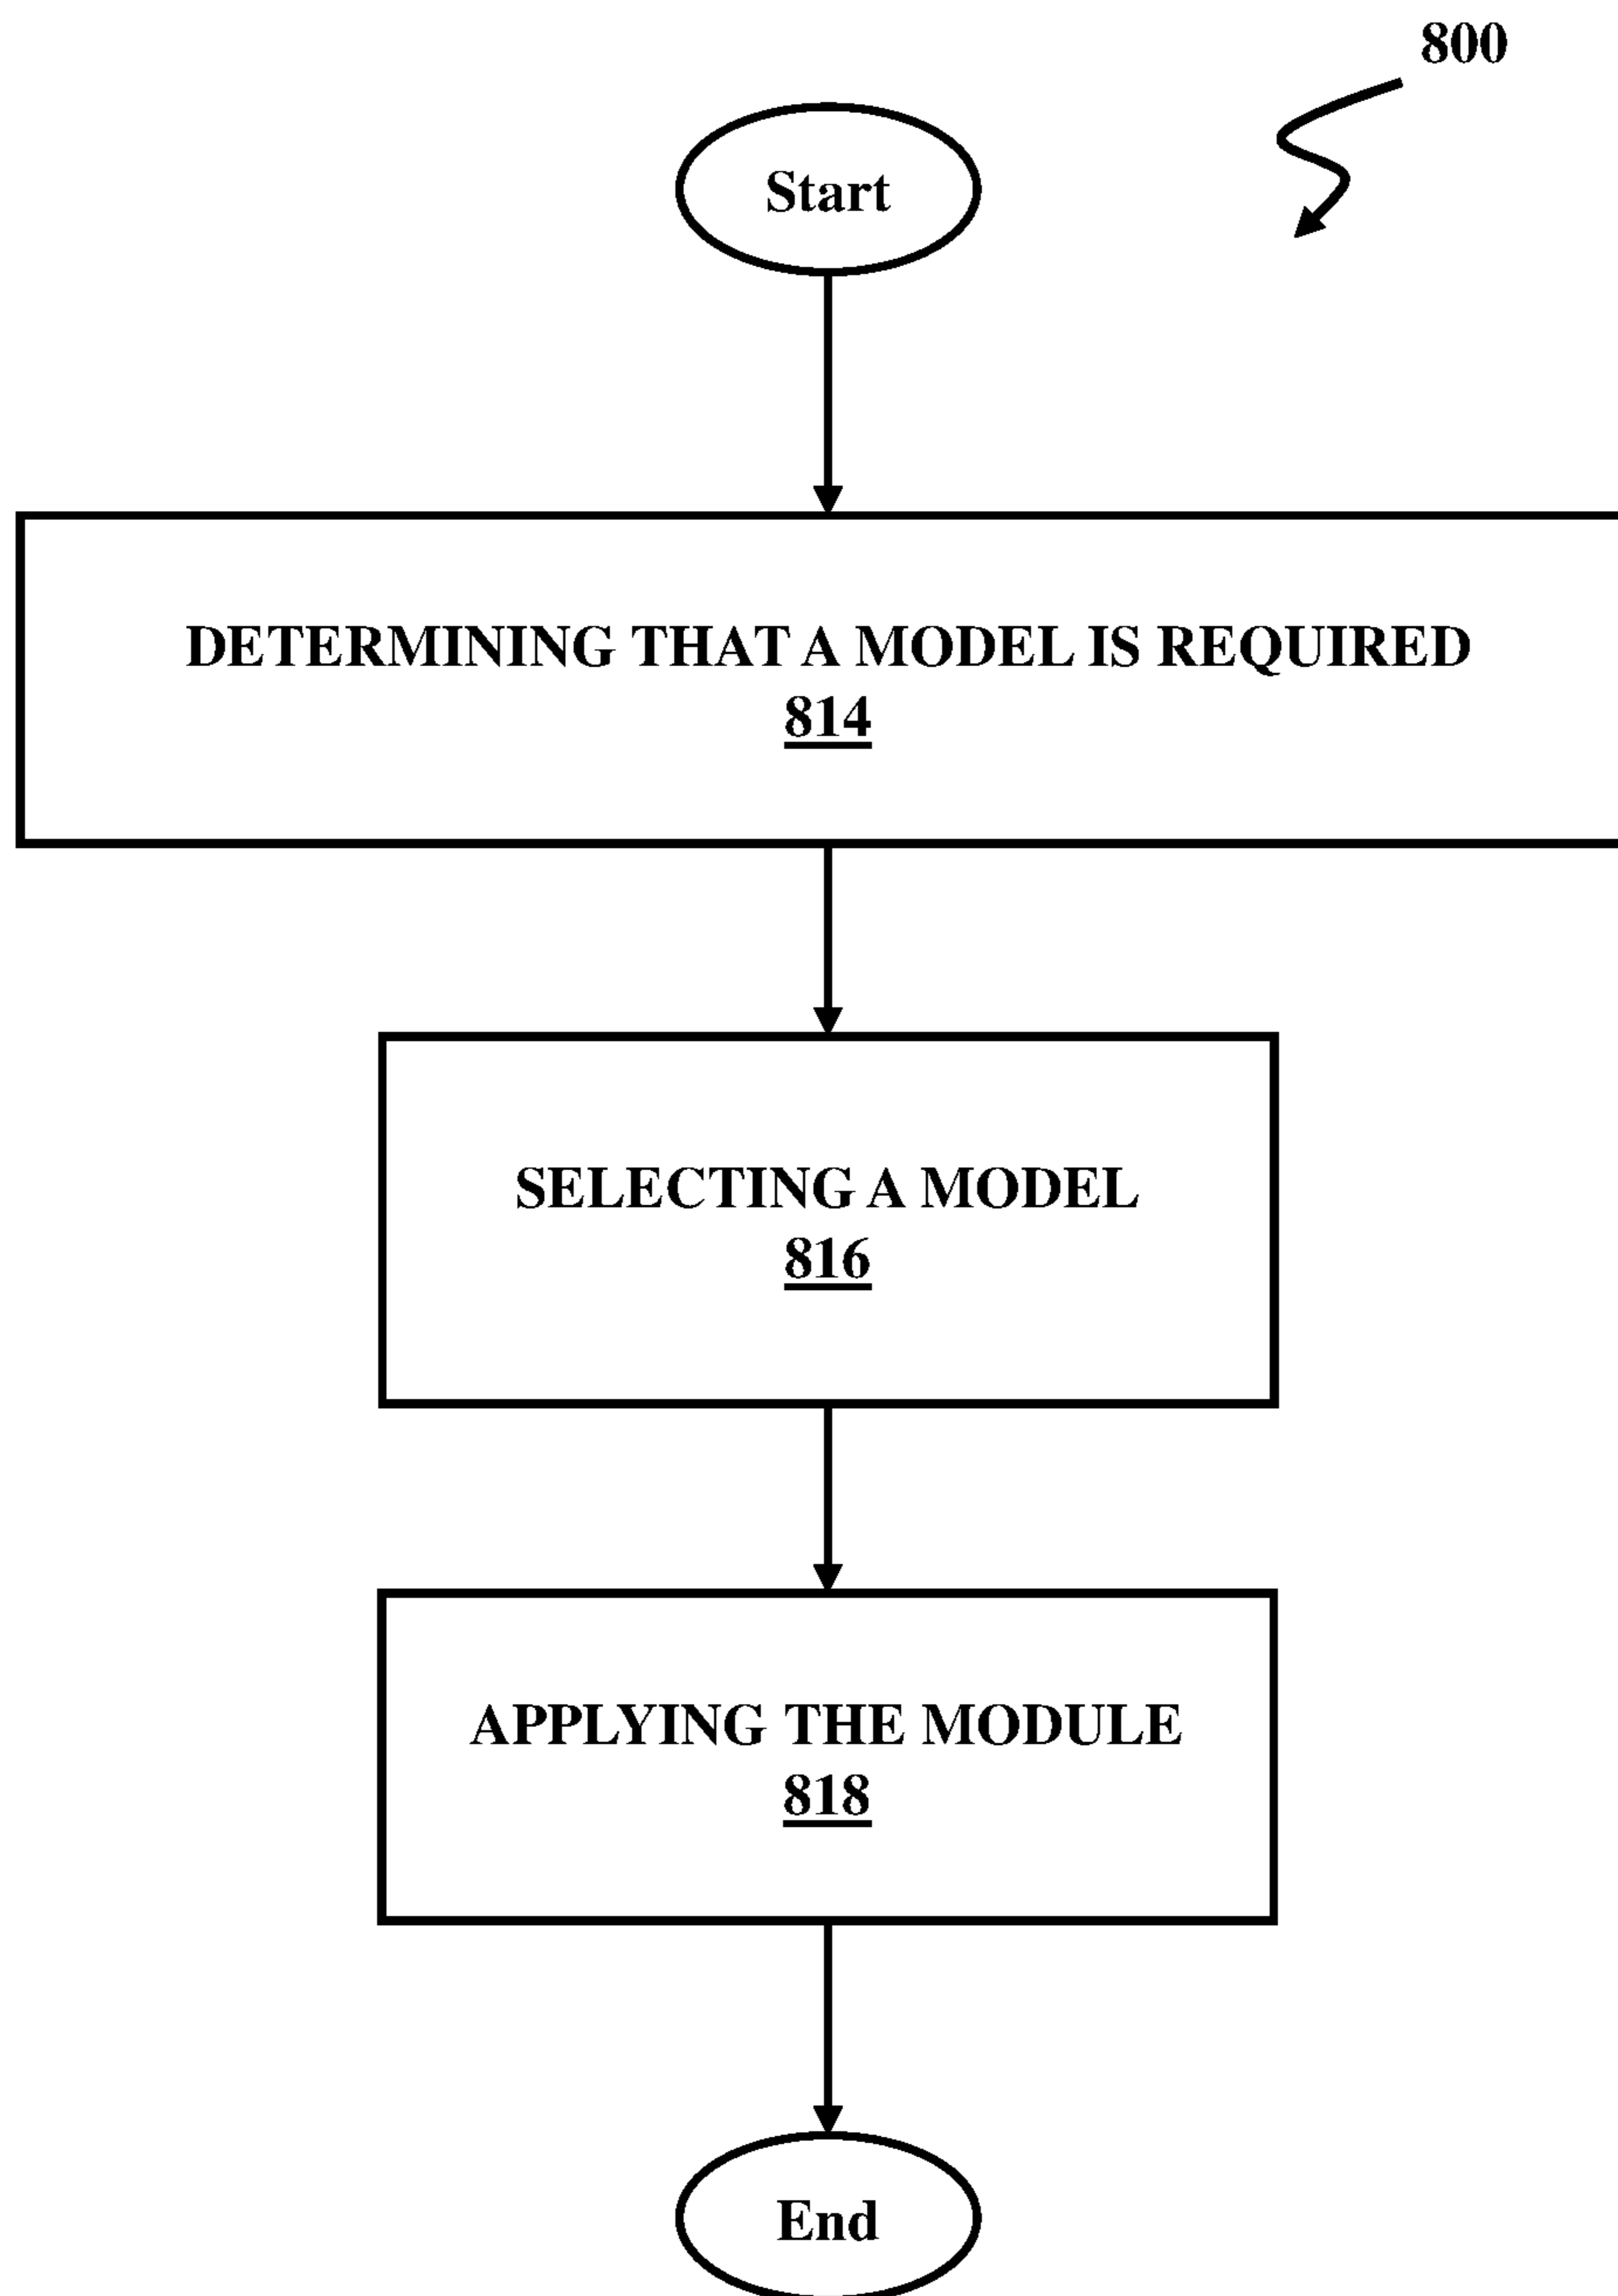 800
Start
DETERMINING THAT A MODEL IS REQUIRED
814
SELECTING A MODEL
816
APPLYING THE MODULE
818
End